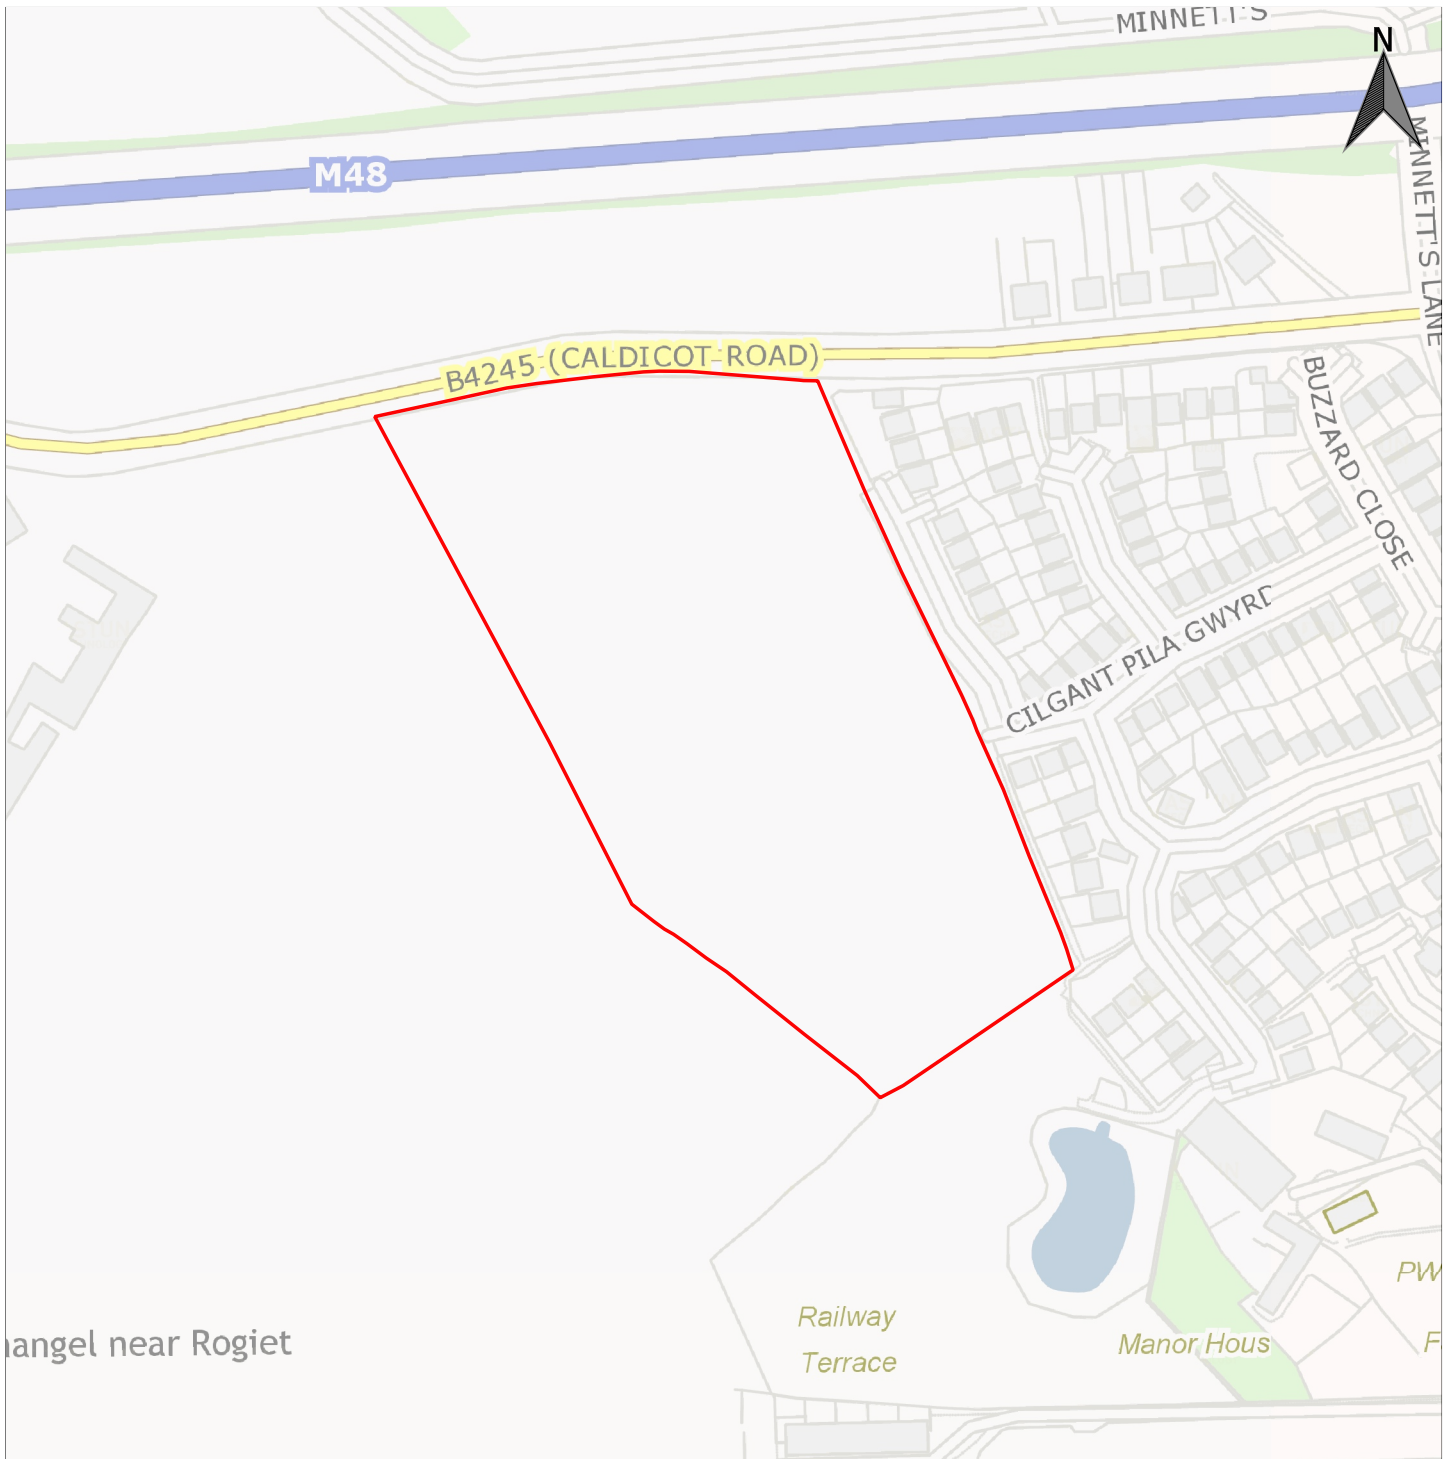 MINNETT'S
N
M48
MINNETT'S LANE
B4245 (CALDICOT ROAD)
BUZZARD CLOSE
CILGANT PILA GWYRD
PW
Railway
Terrace
Manor Hous
F
hangel near Rogiet